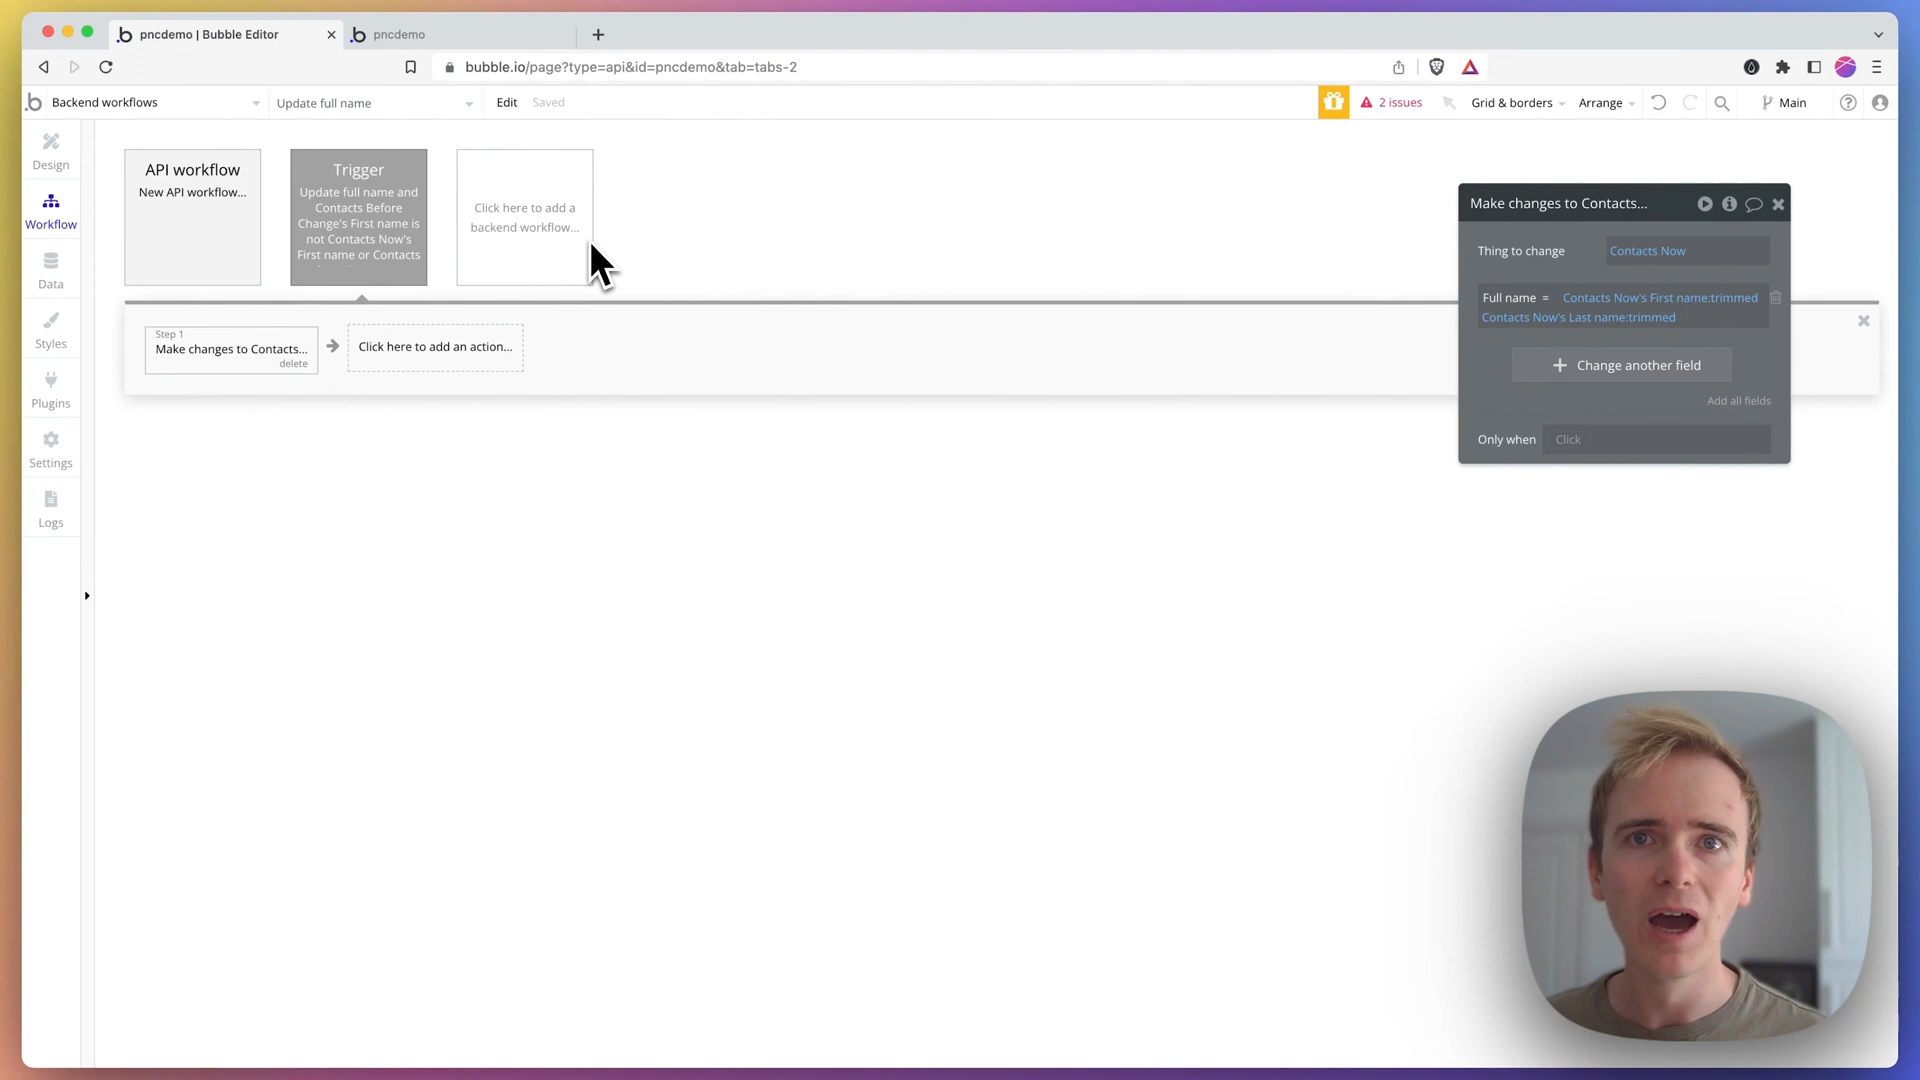 pncdemo | Bubble Editor
pncdemo
bubble.io/page?type=api&id=pncdemo&tab=tabs-2
Backend workflows
Update full name
Edit
Saved
2 issues
Grid & borders
Arrange
Main
Design
Workflow
Data
Styles
Plugins
Settings
Logs
API workflow
New API workflow...
Trigger
Update full name and
Contacts Before
Change's First name is
not Contacts Now's
First name or Contacts
Click here to add a
backend workflow...
Step 1
Make changes to Contacts...
delete
Click here to add an action...
Make changes to Contacts...
Thing to change
Contacts Now
Full name = Contacts Now's First name:trimmed
Contacts Now's Last name:trimmed
Change another field
Add all fields
Only when
Click